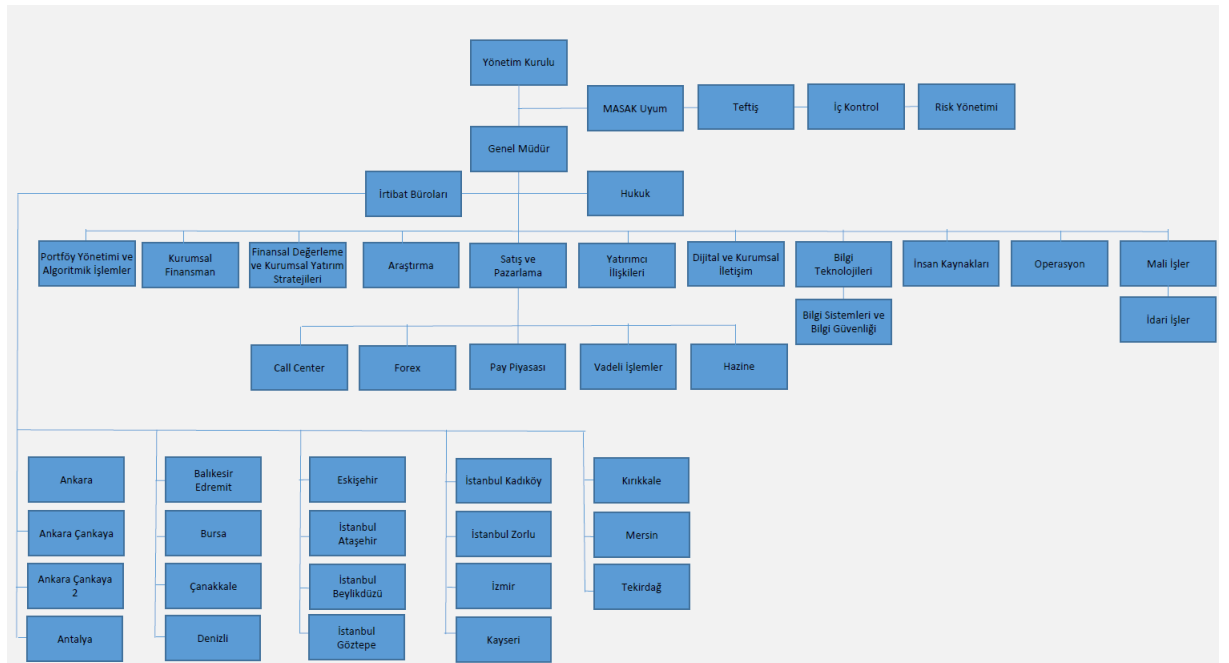 Yönetim Kurulu
MASAK Uyum
Teftiş
İç Kontrol
Risk Yönetimi
Genel Müdür
İrtibat Büroları
Hukuk
Portföy Yönetimi ve
Algoritmik İşlemler
Kurumsal
Finansman
Finansal Değerleme
ve Kurumsal Yatırım
Stratejileri
Araştırma
Satış ve
Pazarlama
Yatırımcı
İlişkileri
Dijital ve Kurumsal
İletişim
Bilgi
Teknolojileri
İnsan Kaynakları
Operasyon
Mali İşler
Bilgi Sistemleri ve
Bilgi Güvenliği
İdari İşler
Call Center
Forex
Pay Piyasası
Vadeli İşlemler
Hazine
Ankara
Ankara Çankaya
Ankara Çankaya
2
Antalya
Balıkesir
Edremit
Bursa
Çanakkale
Denizli
Eskişehir
İstanbul
Ataşehir
İstanbul
Beylikdüzü
İstanbul
Göztepe
İstanbul Kadıköy
İstanbul Zorlu
İzmir
Kayseri
Kırıkkale
Mersin
Tekirdağ